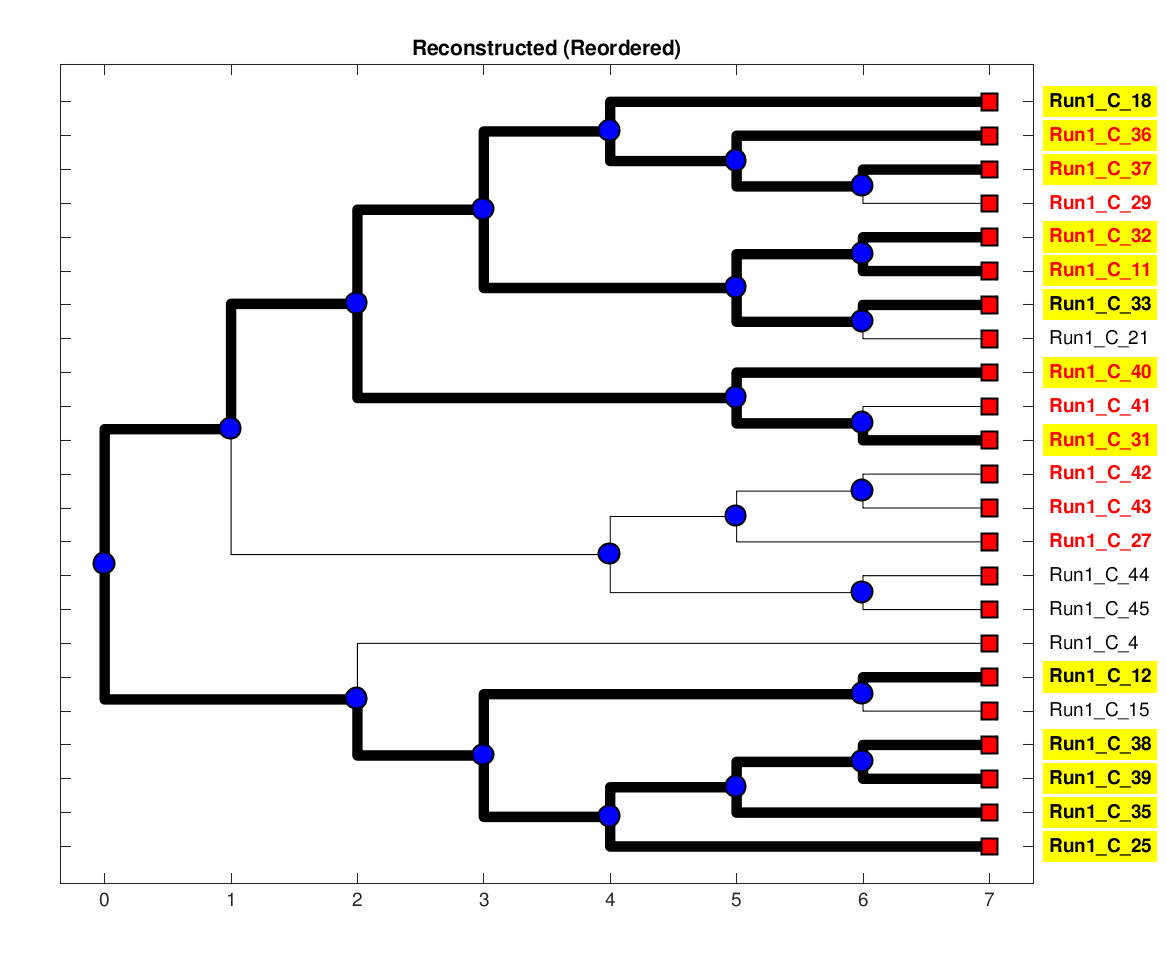 Reconstructed (Reordered)
Run1_C_18
Run1_C_36
Run1_C_37
Run1_C_29
Run1_C_32
Run1_C_11
Run1_C_33
Run1_C_21
Run1_C_40
Run1_C_41
Run1_C_31
Run1_C_42
Run1_C_43
Run1_C_27
Run1_C_44
Run1_C_45
Run1_C_4
Run1_C_12
Run1_C_15
Run1_C_38
Run1_C_39
Run1_C_35
Run1_C_25
0 1 2 3 4 5 6 7